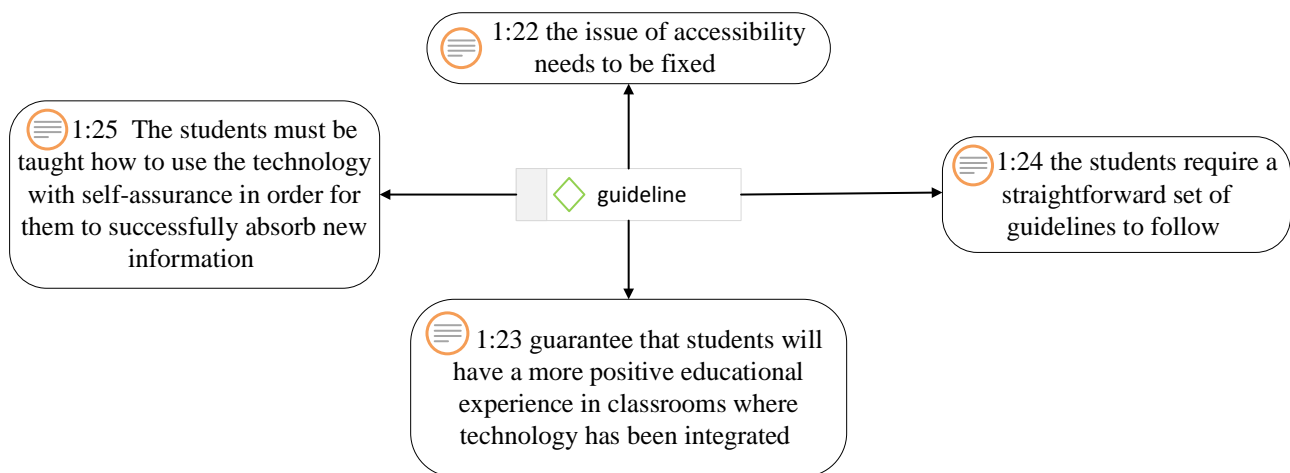 1:22 the issue of accessibility
needs to be fixed
1:25 The students must be
taught how to use the technology
with self-assurance in order for
them to successfully absorb new
information
guideline
1:24 the students require a
straightforward set of
guidelines to follow
1:23 guarantee that students will
have a more positive educational
experience in classrooms where
technology has been integrated